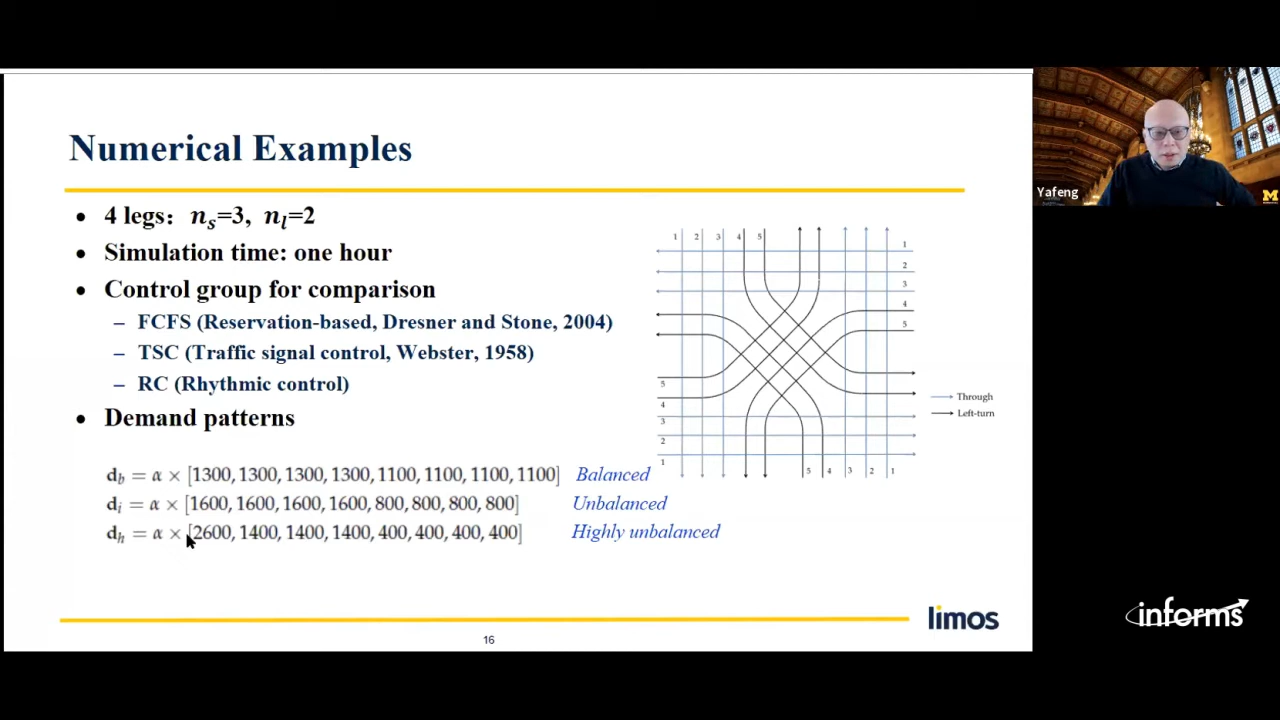 Numerical Examples
• 4 legs: nₛ=3, nₗ=2
• Simulation time: one hour
• Control group for comparison
– FCFS (Reservation-based, Dresner and Stone, 2004)
– TSC (Traffic signal control, Webster, 1958)
– RC (Rhythmic control)
• Demand patterns
d_b = α × [1300, 1300, 1300, 1300, 1100, 1100, 1100, 1100] Balanced
d_i = α × [1600, 1600, 1600, 1600, 800, 800, 800, 800] Unbalanced
d_h = α × [2600, 1400, 1400, 1400, 400, 400, 400, 400] Highly unbalanced
1 2 3 4 5
1
2
3
4
5
5
4
3
2
1
5 4 3 2 1
Through
Left-turn
limos
16
Yafeng
M
informs